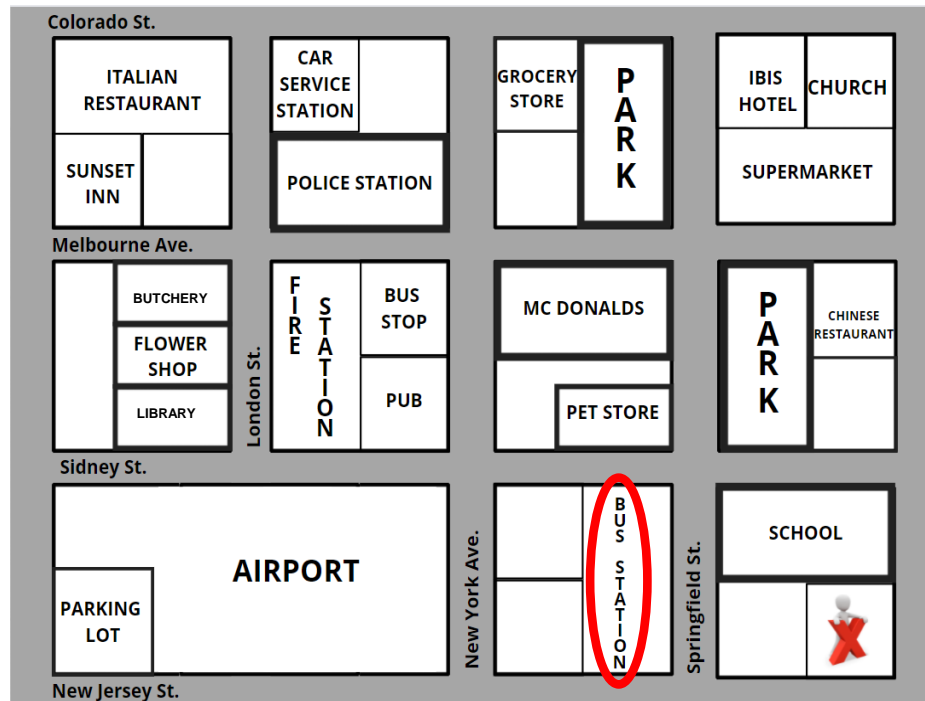 Colorado St.
ITALIAN
RESTAURANT
CAR
SERVICE
STATION
GROCERY
STORE
PARK
IBIS
HOTEL
CHURCH
SUNSET
INN
POLICE STATION
SUPERMARKET
Melbourne Ave.
BUTCHERY
FLOWER
SHOP
LIBRARY
London St.
FIRE
STATION
BUS
STOP
PUB
MC DONALDS
PET STORE
PARK
CHINESE
RESTAURANT
Sidney St.
AIRPORT
PARKING
LOT
New York Ave.
BUS STATION
Springfield St.
SCHOOL
X
New Jersey St.